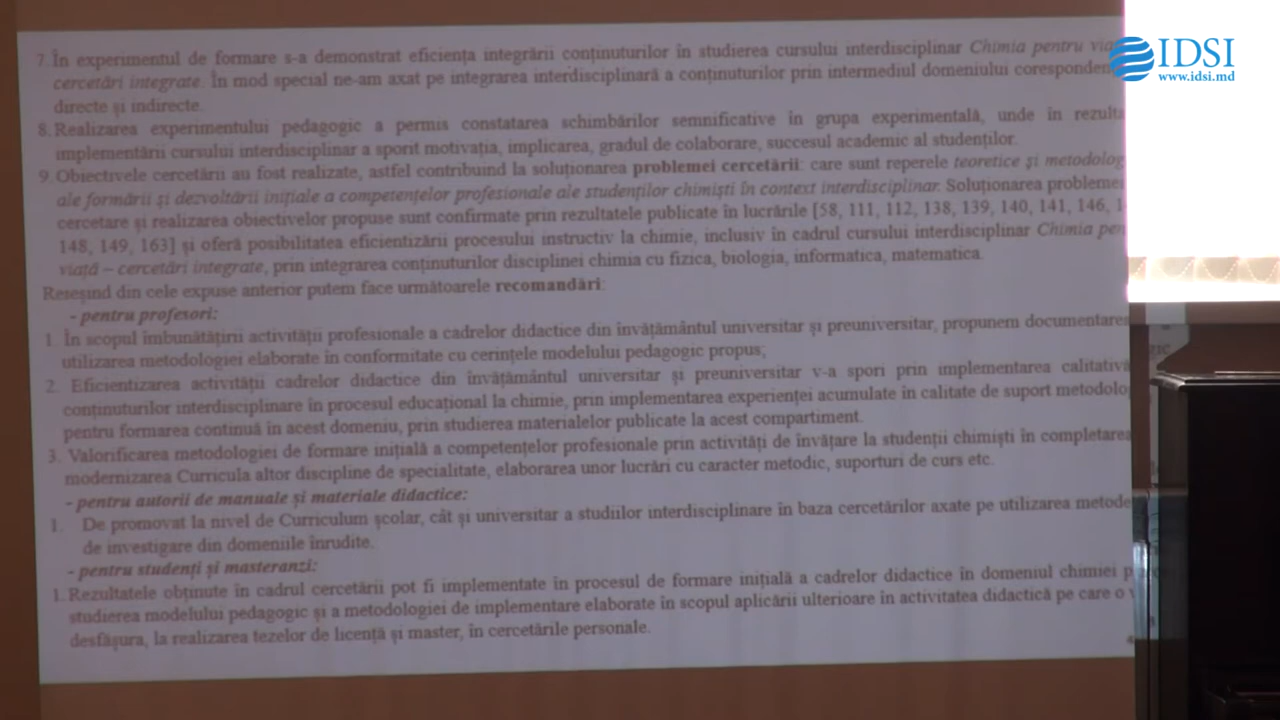 7. În experimentul de formare s-a demonstrat eficiența integrării conținuturilor în studierea cursului interdisciplinar Chimia pentru
cercetări integrate. În mod special ne-am axat pe integrarea interdisciplinară a conținuturilor prin intermediul domeniului
directe și indirecte.
8. Realizarea experimentului pedagogic a permis constatarea schimbărilor semnificative în grupa experimentală, unde în
implementării cursului interdisciplinar a sporit motivația, implicarea, gradul de colaborare, succesul academic al studenților.
9. Obiectivele cercetării au fost realizate, astfel contribuind la soluționarea problemei cercetării: care sunt reperele teoretice și
ale formării și dezvoltării inițiale a competențelor profesionale ale studenților chimiști în context interdisciplinar. Soluționarea
cercetare și realizarea obiectivelor propuse sunt confirmate prin rezultatele publicate în lucrările [58, 111, 112, 138, 139, 140, 141, 146,
148, 149, 163] și oferă posibilitatea eficientizării procesului instructiv la chimie, inclusiv în cadrul cursului interdisciplinar Chimia
viață – cercetări integrate, prin integrarea conținuturilor disciplinei chimia cu fizica, biologia, informatica, matematica.
Reieșind din cele expuse anterior putem face următoarele recomandări:
- pentru profesori:
1. În scopul îmbunătățirii activității profesionale a cadrelor didactice din învățământul universitar și preuniversitar, propunem
utilizarea metodologiei elaborate în conformitate cu cerințele modelului pedagogic propus;
2. Eficientizarea activității cadrelor didactice din învățământul universitar și preuniversitar v-a spori prin implementarea
conținuturilor interdisciplinare în procesul educațional la chimie, prin implementarea experienței acumulate în calitate de suport
pentru formarea continuă în acest domeniu, prin studierea materialelor publicate la acest compartiment.
3. Valorificarea metodologiei de formare inițială a competențelor profesionale prin activități de învățare la studenții chimiști în
modernizarea Curricula altor discipline de specialitate, elaborarea unor lucrări cu caracter metodic, suporturi de curs etc.
- pentru autorii de manuale și materiale didactice:
1. De promovat la nivel de Curriculum școlar, cât și universitar a studiilor interdisciplinare în baza cercetărilor axate pe utilizarea
de investigare din domeniile înrudite.
- pentru studenți și masteranzi:
1. Rezultatele obținute în cadrul cercetării pot fi implementate în procesul de formare inițială a cadrelor didactice în domeniul chimiei
studierea modelului pedagogic și a metodologiei de implementare elaborate în scopul aplicării ulterioare în activitatea didactică pe care o
desfășura, la realizarea tezelor de licență și master, în cercetările personale.
IDSI
www.idsi.md